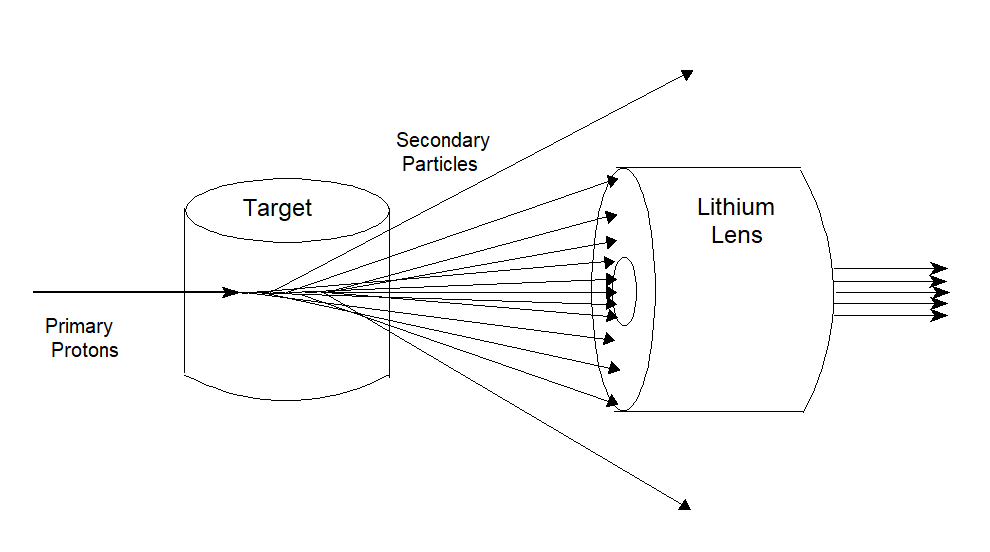 Secondary
Particles
Target
Lithium
Lens
Primary
Protons